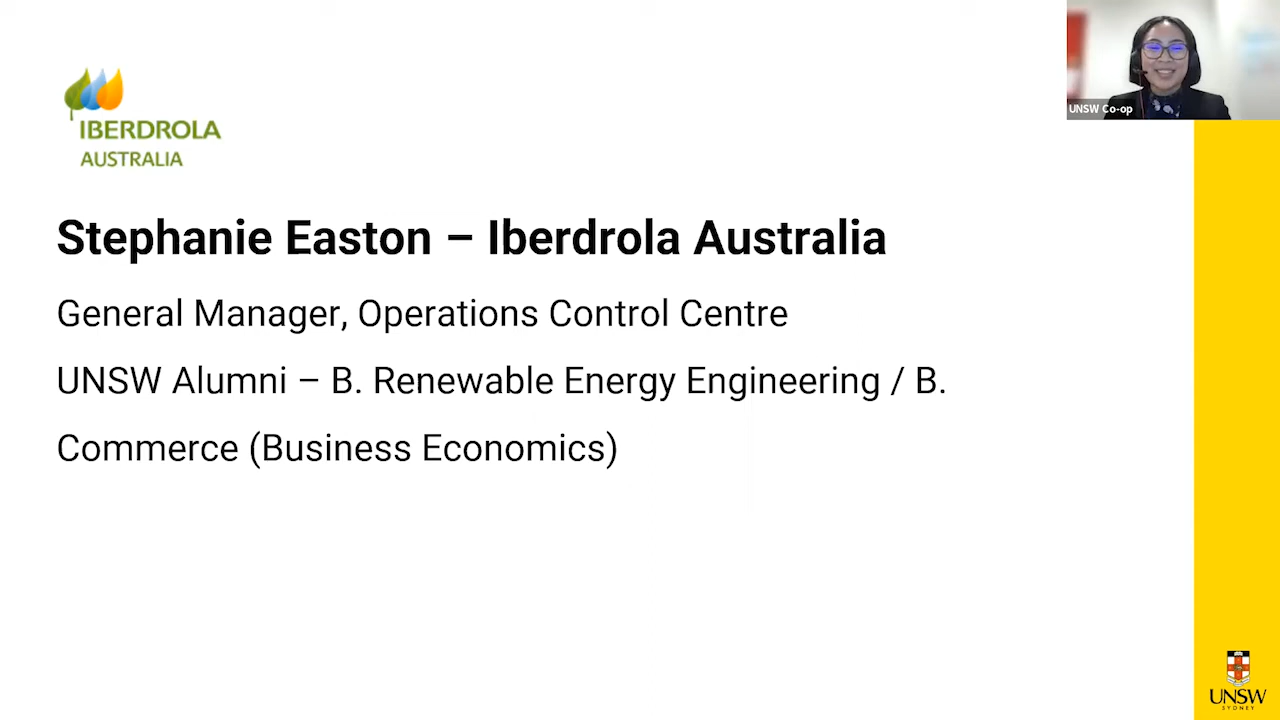 UNSW Co-op
IBERDROLA
AUSTRALIA
Stephanie Easton – Iberdrola Australia
General Manager, Operations Control Centre
UNSW Alumni – B. Renewable Energy Engineering / B.
Commerce (Business Economics)
UNSW
SYDNEY